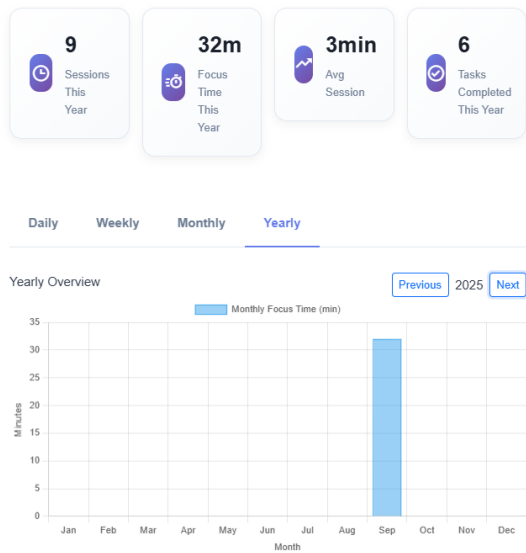 9
Sessions
This
Year
32m
Focus
Time
This
Year
3min
Avg
Session
6
Tasks
Completed
This Year
Daily Weekly Monthly Yearly
Yearly Overview
Previous 2025 Next
Monthly Focus Time (min)
35
30
25
20
15
10
5
0
Minutes
Jan Feb Mar Apr May Jun Jul Aug Sep Oct Nov Dec
Month